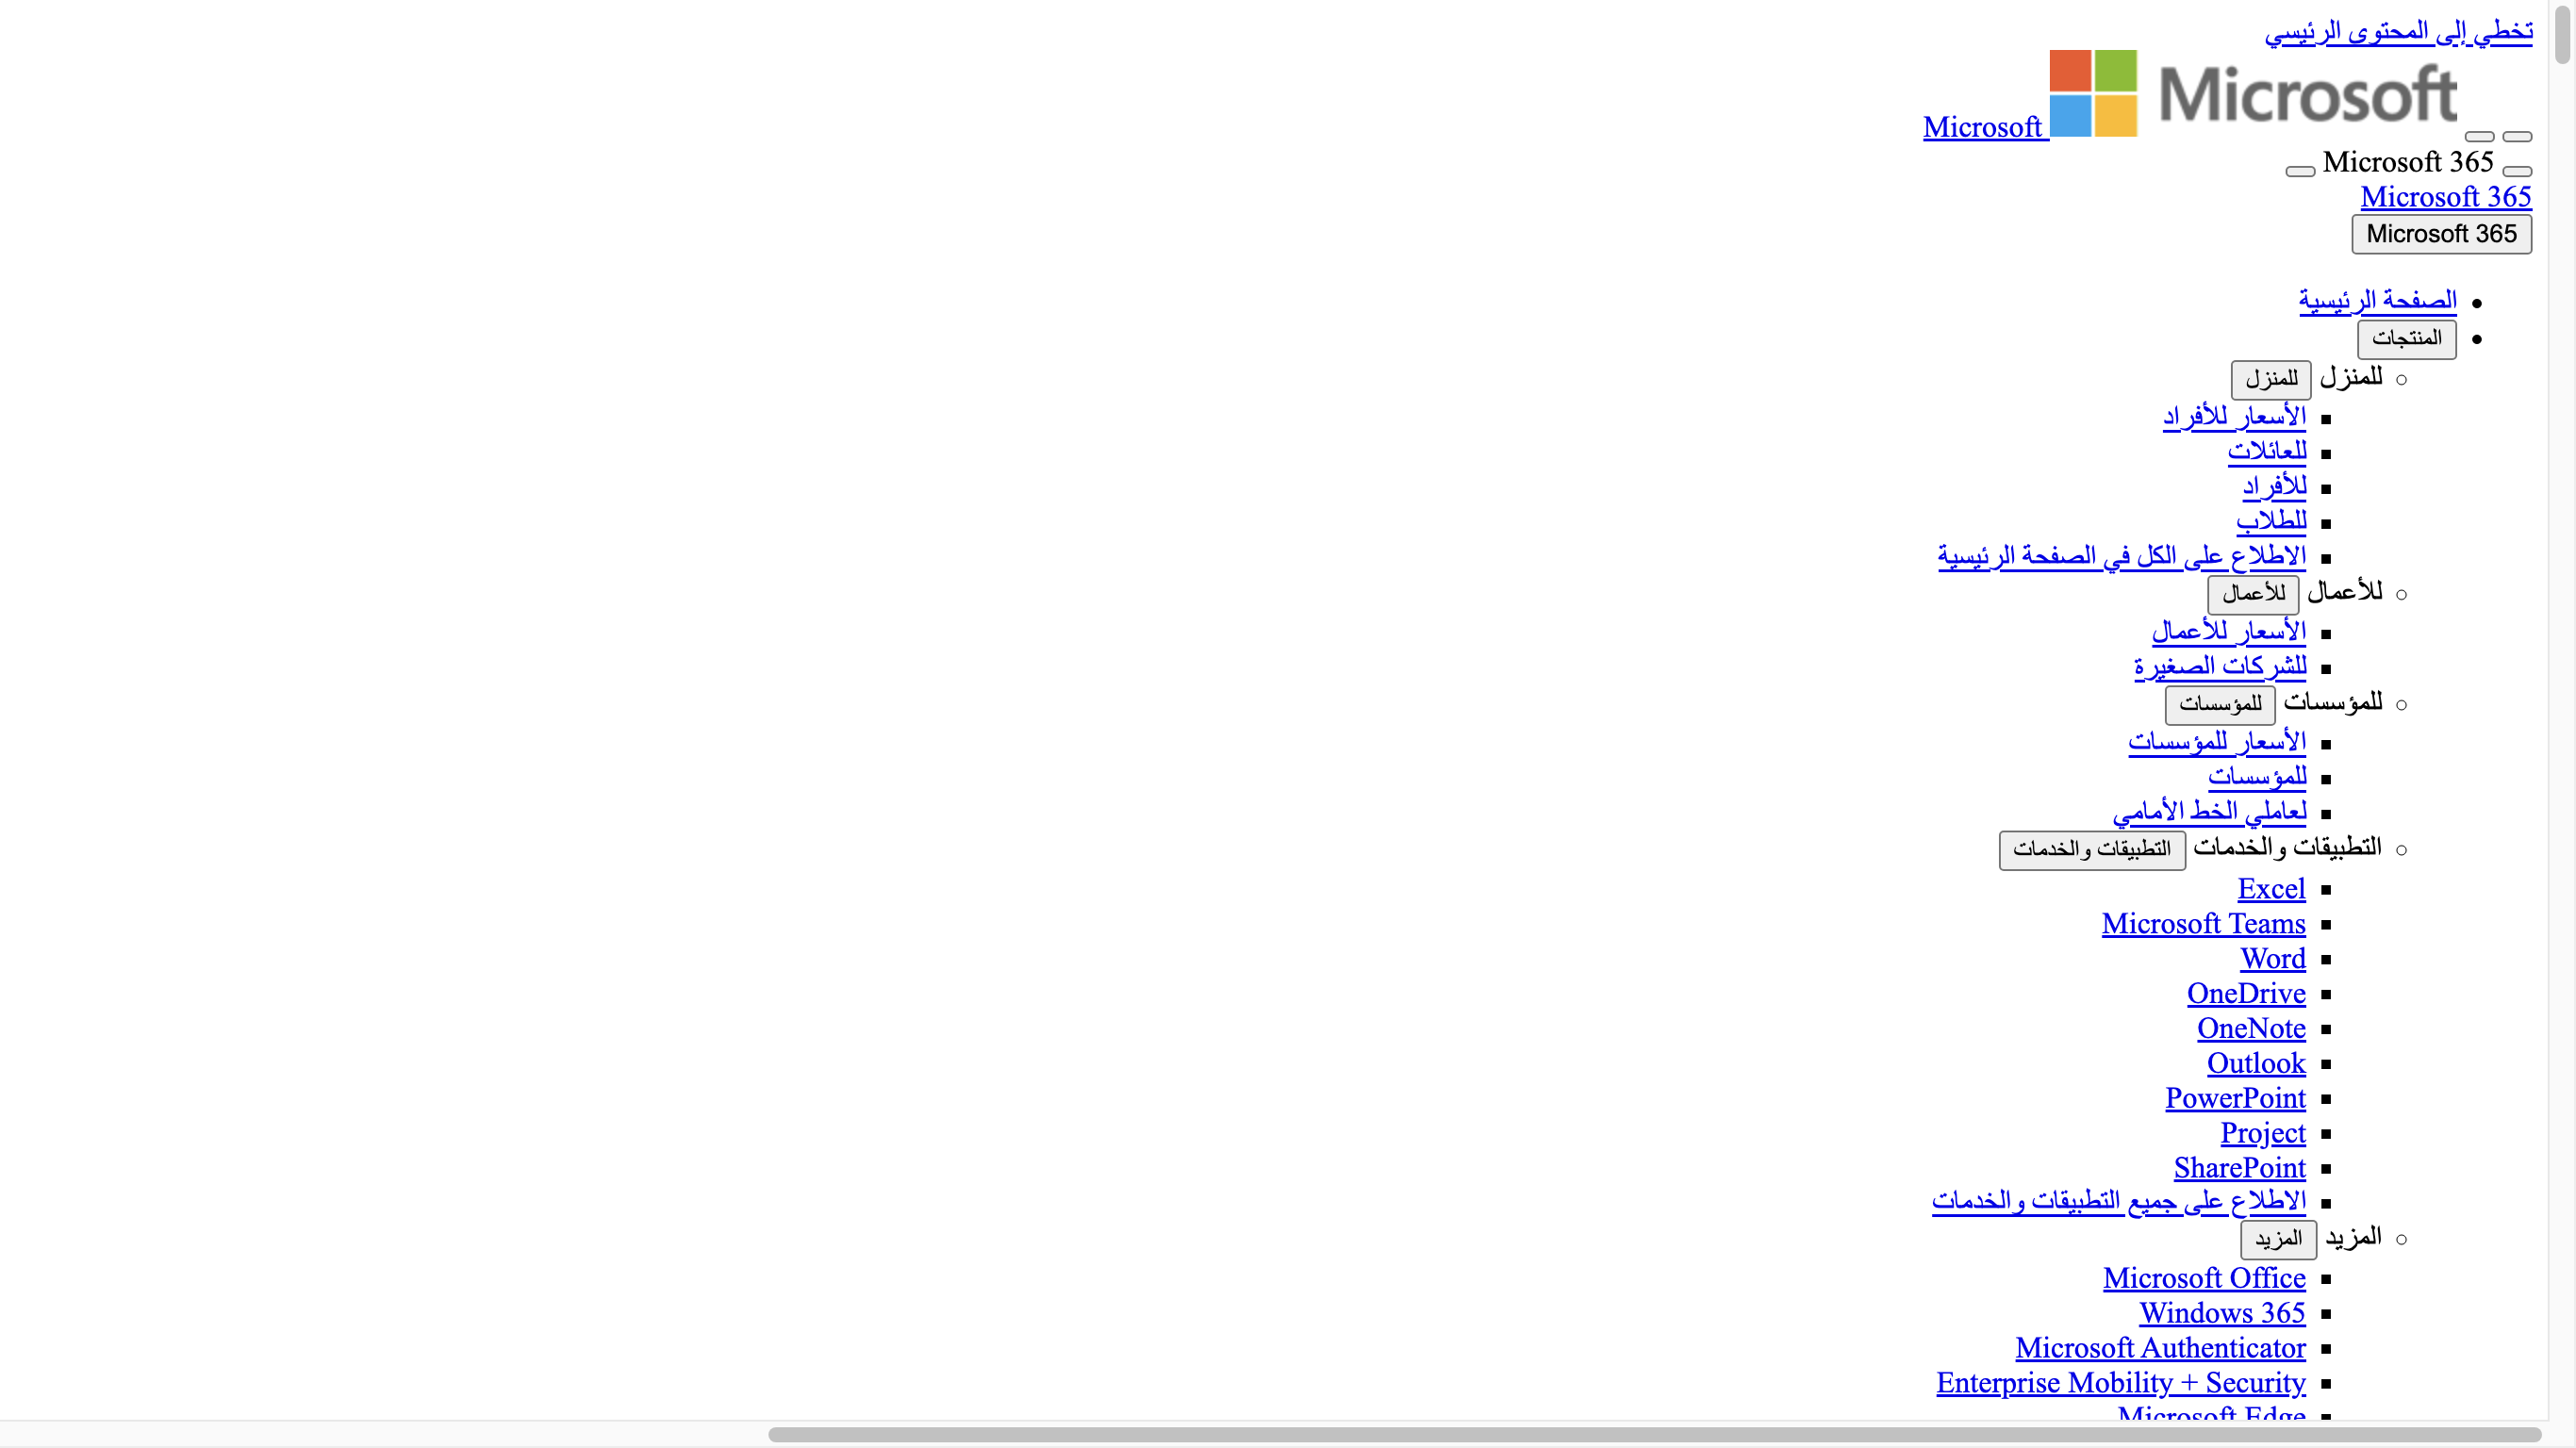 تخطي إلى المحتوى الرئيسي
Microsoft Microsoft
Microsoft 365
Microsoft 365
Microsoft 365
الصفحة الرئيسية
المنتجات
للمنزل للمنزل
الأسعار للأفراد
للعائلات
للأفراد
للطلاب
الاطلاع على الكل في الصفحة الرئيسية
للأعمال للأعمال
الأسعار للأعمال
للشركات الصغيرة
للمؤسسات للمؤسسات
الأسعار للمؤسسات
للمؤسسات
لعاملي الخط الأمامي
التطبيقات والخدمات التطبيقات والخدمات
Excel
Microsoft Teams
Word
OneDrive
OneNote
Outlook
PowerPoint
Project
SharePoint
الاطلاع على جميع التطبيقات والخدمات
المزيد المزيد
Microsoft Office
Windows 365
Microsoft Authenticator
Enterprise Mobility + Security
Microsoft Edge